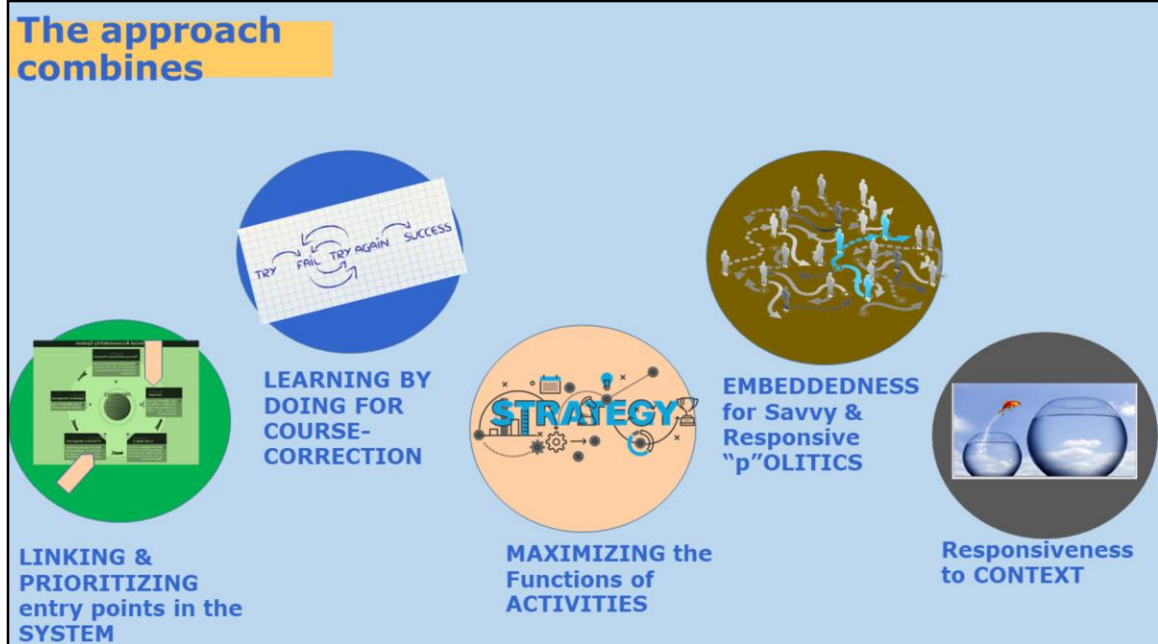 The approach
combines
TRY FAIL TRY AGAIN SUCCESS
LEARNING BY
DOING FOR
COURSE-
CORRECTION
STRATEGY
EMBEDDEDNESS
for Savvy &
Responsive
“p”OLITICS
LINKING &
PRIORITIZING
entry points in the
SYSTEM
MAXIMIZING the
Functions of
ACTIVITIES
Responsiveness
to CONTEXT